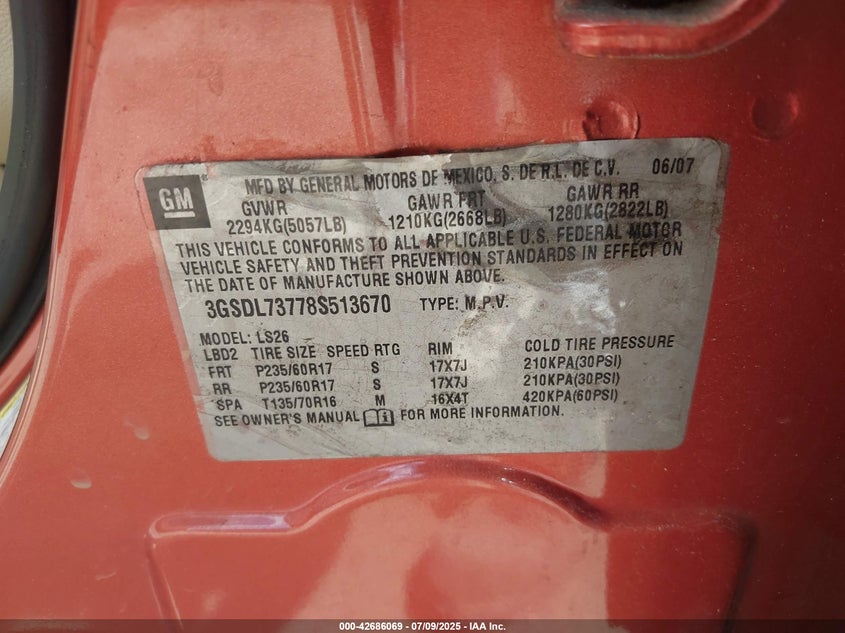 GM
MFD BY GENERAL MOTORS DE MEXICO, S. DE R.L. DE C.V. 06/07
GVWR GAWR FRT GAWR RR
2294KG(5057LB) 1210KG(2668LB) 1280KG(2822LB)
THIS VEHICLE CONFORMS TO ALL APPLICABLE U.S. FEDERAL MOTOR
VEHICLE SAFETY AND THEFT PREVENTION STANDARDS IN EFFECT ON
THE DATE OF MANUFACTURE SHOWN ABOVE.
3GSDL73778S513670 TYPE: M.P.V.
MODEL: LS26
LBD2 TIRE SIZE SPEED RTG RIM COLD TIRE PRESSURE
FRT P235/60R17 S 17X7J 210KPA(30PSI)
RR P235/60R17 S 17X7J 210KPA(30PSI)
SPA T135/70R16 M 16X4T 420KPA(60PSI)
SEE OWNER'S MANUAL FOR MORE INFORMATION.
000-42686069 | 07/09/2025 - IAA Inc.